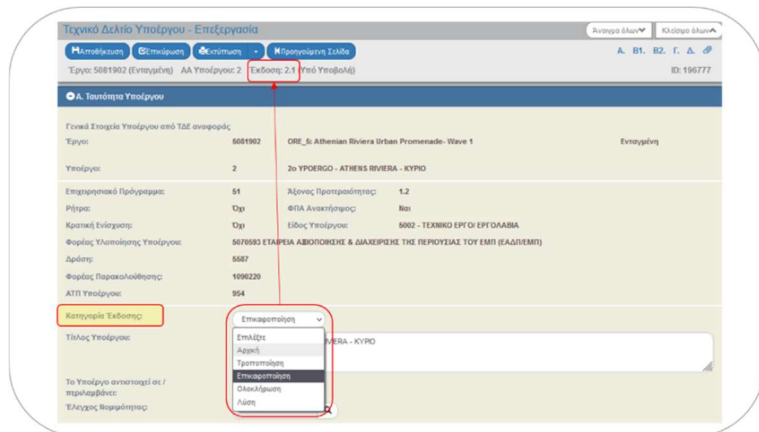 Τεχνικό Δελτίο Υποέργου - Επεξεργασία
Άνοιγμα όλων Κλείσιμο όλων
Αποθήκευση Επικύρωση Εκτύπωση Προηγούμενη Σελίδα
Α. Β1. Β2. Γ. Δ.
Έργο: 5081902 (Ενταγμένη) ΑΑ Υποέργου: 2 Έκδοση: 2.1 (Υπό Υποβολή) ID: 196777
Α. Ταυτότητα Υποέργου
Γενικά Στοιχεία Υποέργου από ΤΔΕ αναφοράς
Έργο: 5081902 ORE_5: Athenian Riviera Urban Promenade- Wave 1 Ενταγμένη
Υποέργο: 2 2ο YPOERGO - ATHENS RIVIERA - ΚΥΡΙΟ
Επιχειρησιακό Πρόγραμμα: 51 Άξονας Προτεραιότητας: 1.2
Ρήτρα: Όχι ΦΠΑ Ανακτήσιμος: Ναι
Κρατική Ενίσχυση: Όχι Είδος Υποέργου: 5002 - ΤΕΧΝΙΚΟ ΕΡΓΟ/ ΕΡΓΟΛΑΒΙΑ
Φορέας Υλοποίησης Υποέργου: 5070593 ΕΤΑΙΡΕΙΑ ΑΞΙΟΠΟΙΗΣΗΣ & ΔΙΑΧΕΙΡΙΣΗΣ ΤΗΣ ΠΕΡΙΟΥΣΙΑΣ ΤΟΥ ΕΜΠ (ΕΑΔΠ/ΕΜΠ)
Δράση: 5587
Φορέας Παρακολούθησης: 1090220
ΑΤΠ Υποέργου: 954
Κατηγορία Έκδοσης: Επικαιροποίηση
Τίτλος Υποέργου: VIERA - ΚΥΡΙΟ
Επιλέξτε
Αρχική
Τροποποίηση
Επικαιροποίηση
Ολοκλήρωση
Λύση
Το Υποέργο αντιστοιχεί σε /
περιλαμβάνει:
Έλεγχος Νομιμότητας: